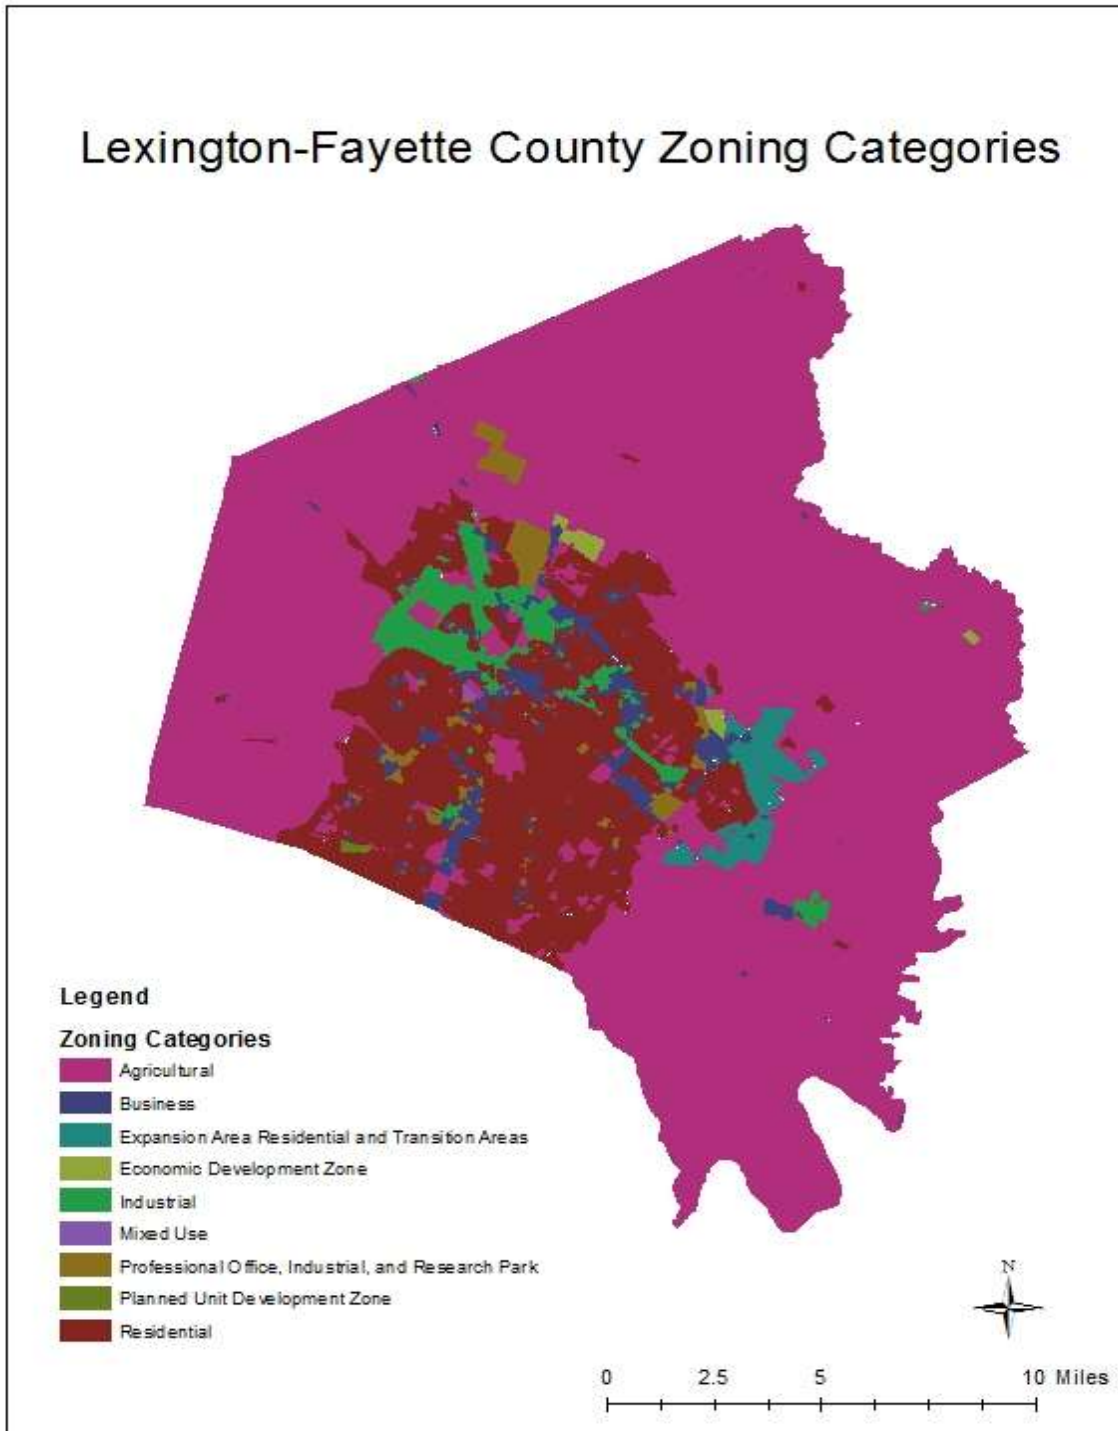 Lexington-Fayette County Zoning Categories
Legend
Zoning Categories
Agricultural
Business
Expansion Area Residential and Transition Areas
Economic Development Zone
Industrial
Mixed Use
Professional Office, Industrial, and Research Park
Planned Unit Development Zone
Residential
N
0 2.5 5 10 Miles